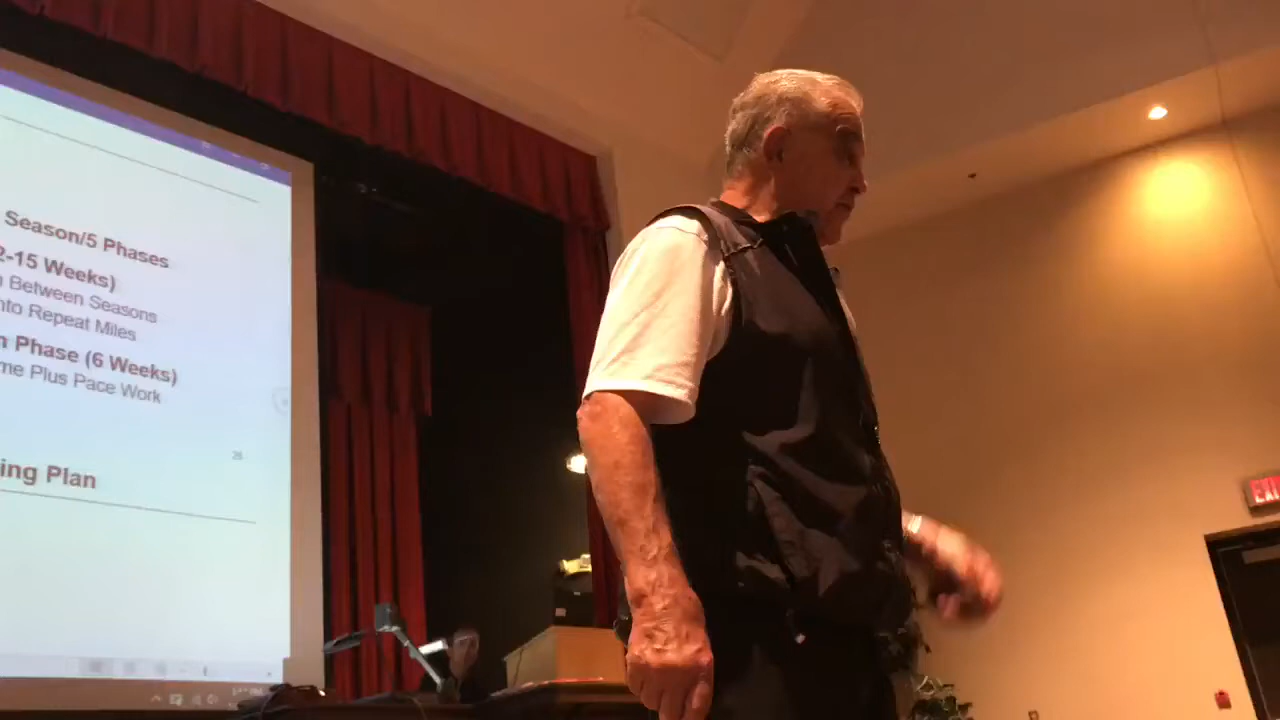 Season/5 Phases
2-15 Weeks)
Between Seasons
nto Repeat Miles
n Phase (6 Weeks)
me Plus Pace Work
26
ing Plan
EXI